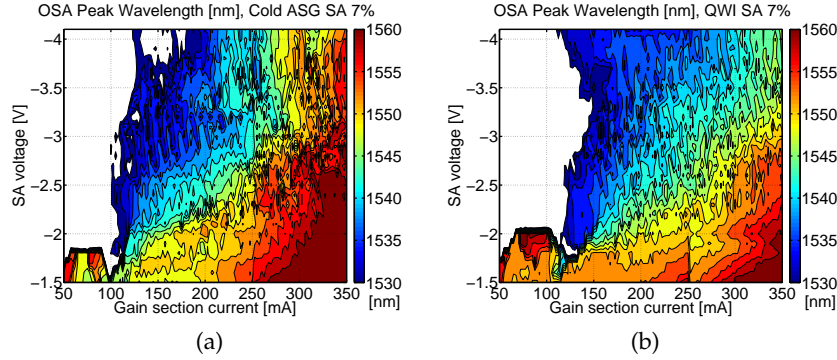 OSA Peak Wavelength [nm], Cold ASG SA 7%
SA voltage [V]
−4
−3.5
−3
−2.5
−2
−1.5
50 100 150 200 250 300 350
Gain section current [mA]
1560
1555
1550
1545
1540
1535
1530
[nm]
(a)
OSA Peak Wavelength [nm], QWI SA 7%
SA voltage [V]
−4
−3.5
−3
−2.5
−2
−1.5
50 100 150 200 250 300 350
Gain section current [mA]
1560
1555
1550
1545
1540
1535
1530
[nm]
(b)